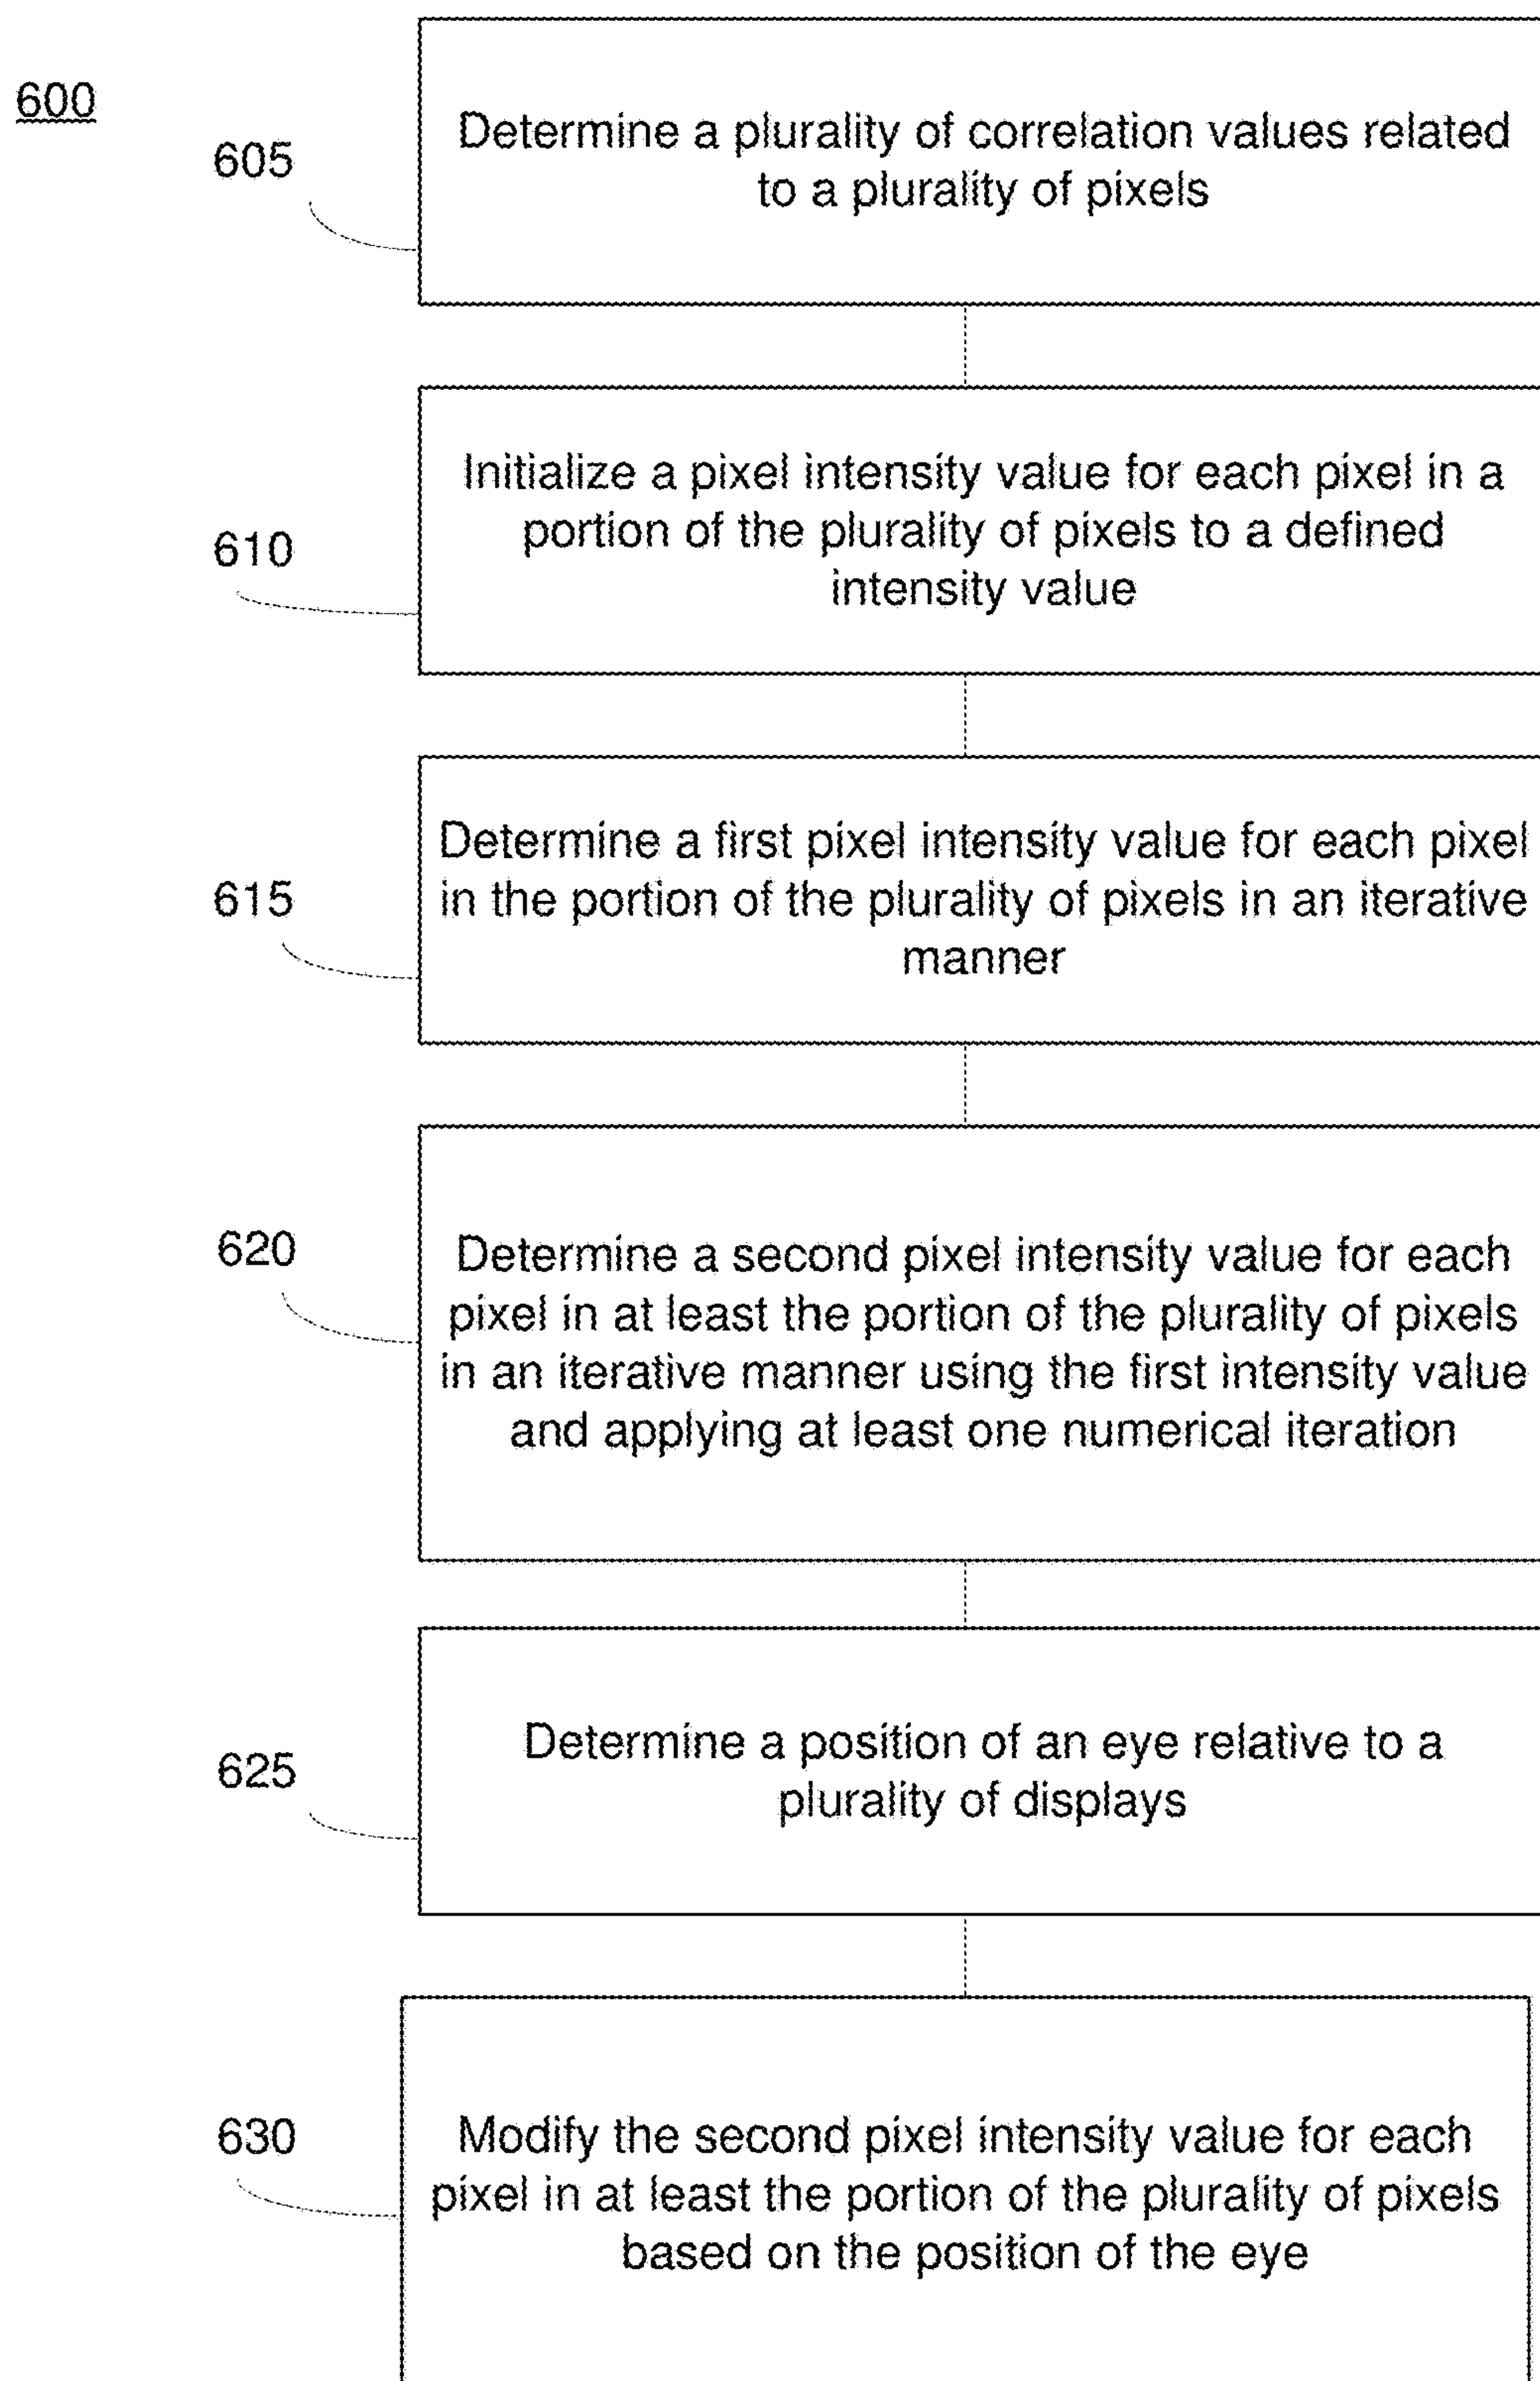 600
605
Determine a plurality of correlation values related
to a plurality of pixels
610
Initialize a pixel intensity value for each pixel in a
portion of the plurality of pixels to a defined
intensity value
615
Determine a first pixel intensity value for each pixel
in the portion of the plurality of pixels in an iterative
manner
620
Determine a second pixel intensity value for each
pixel in at least the portion of the plurality of pixels
in an iterative manner using the first intensity value
and applying at least one numerical iteration
625
Determine a position of an eye relative to a
plurality of displays
630
Modify the second pixel intensity value for each
pixel in at least the portion of the plurality of pixels
based on the position of the eye